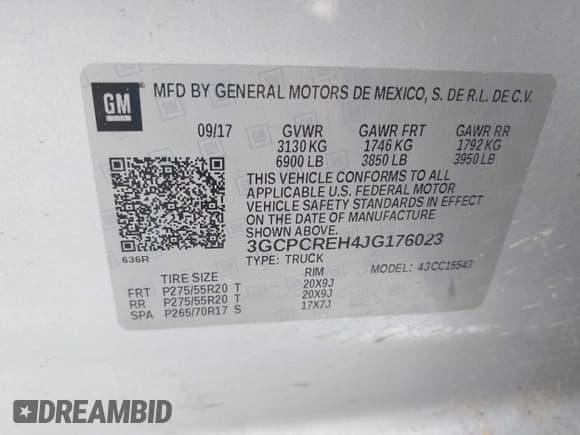 GM MFD BY GENERAL MOTORS DE MEXICO, S. DE R.L. DE C.V.
09/17 GVWR GAWR FRT GAWR RR
3130 KG 1746 KG 1792 KG
6900 LB 3850 LB 3950 LB
THIS VEHICLE CONFORMS TO ALL
APPLICABLE U.S. FEDERAL MOTOR
VEHICLE SAFETY STANDARDS IN EFFECT
ON THE DATE OF MANUFACTURE
SHOWN ABOVE.
3GCPCREH4JG176023
636R
TYPE: TRUCK MODEL: 43CC15543
TIRE SIZE RIM
FRT P275/55R20 T 20X9J
RR P275/55R20 T 20X9J
SPA P265/70R17 S 17X7J
DREAMBID